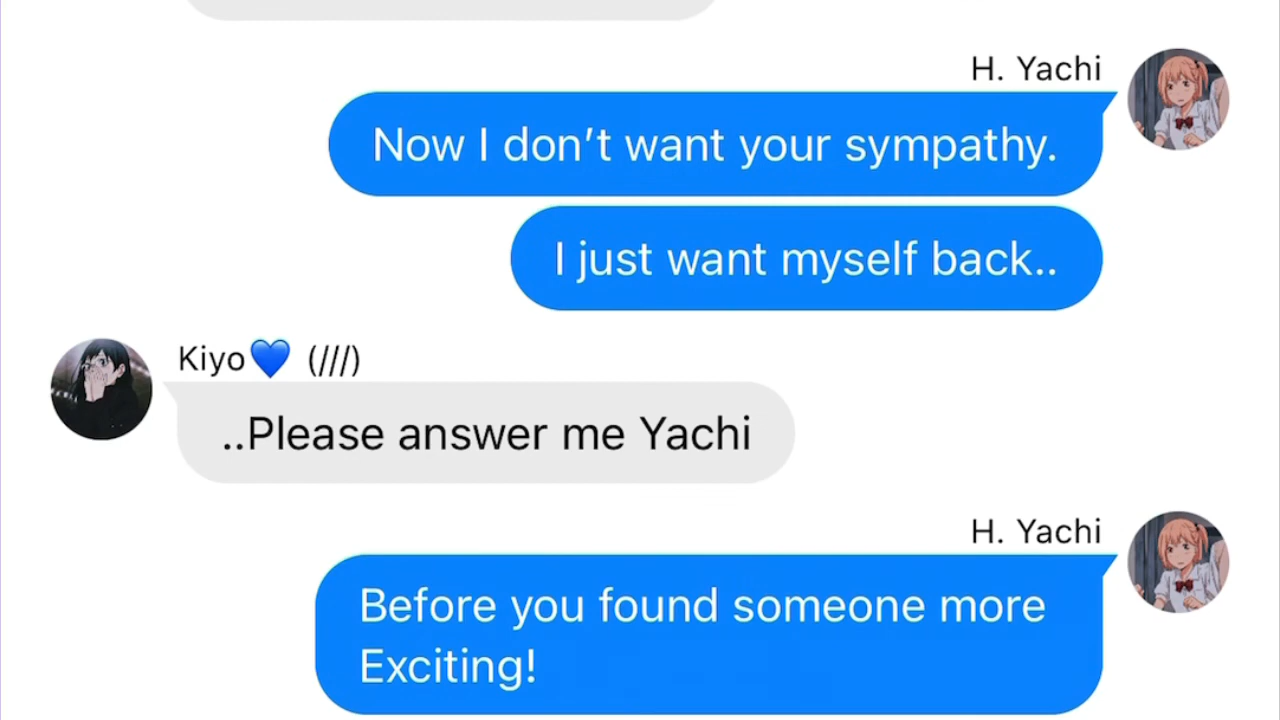 H. Yachi
Now I don’t want your sympathy.
I just want myself back..
Kiyo💙 (///)
..Please answer me Yachi
H. Yachi
Before you found someone more
Exciting!